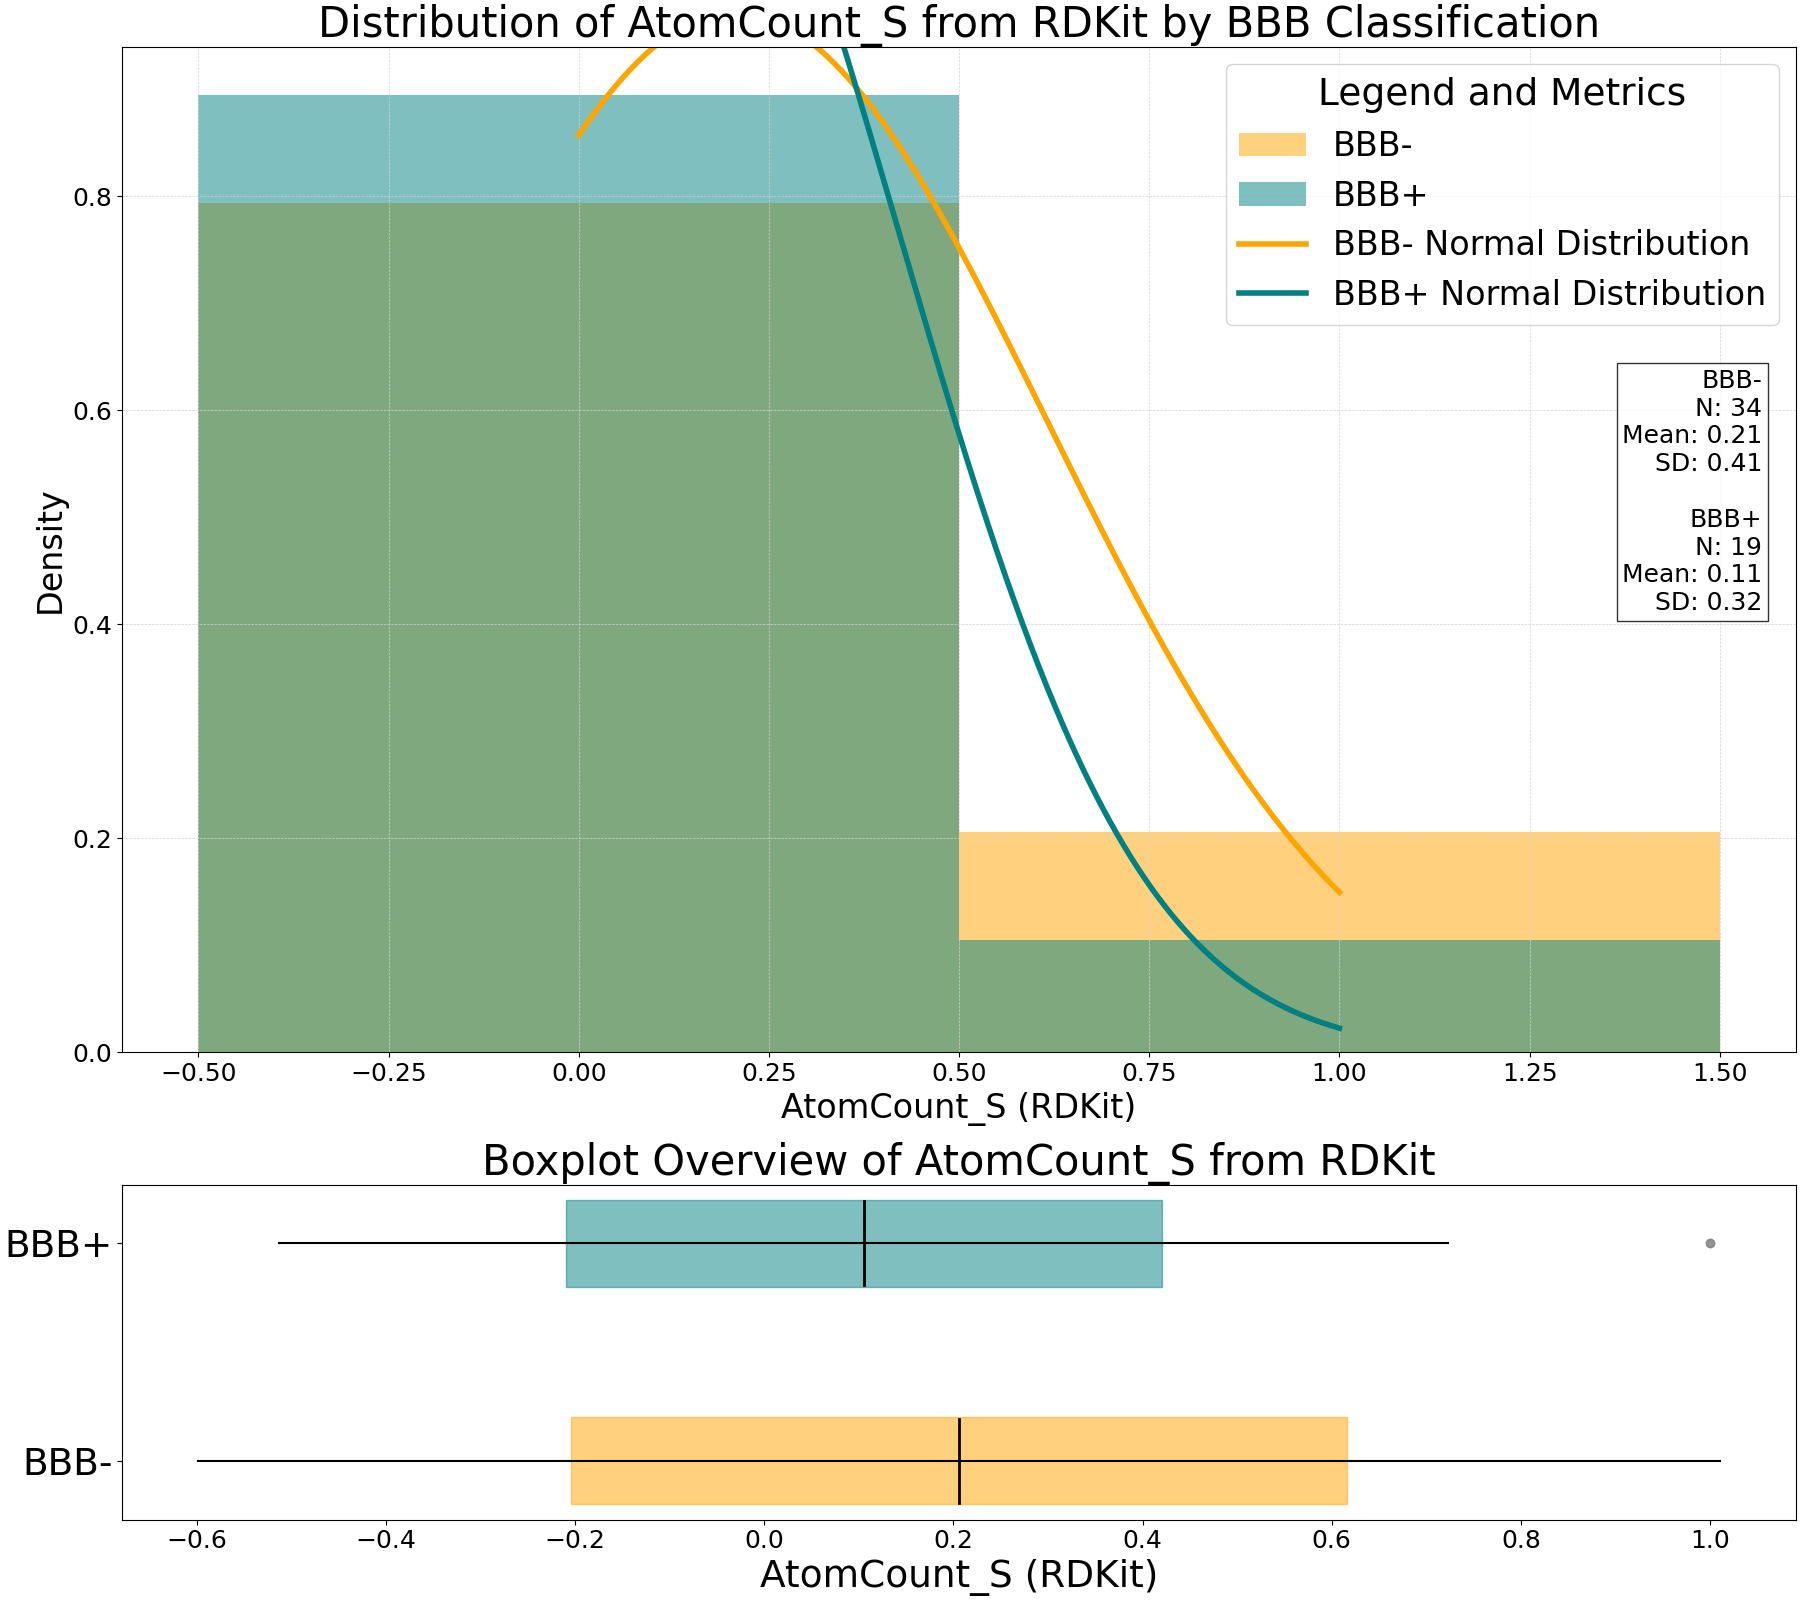 Distribution of AtomCount_S from RDKit by BBB Classification
Legend and Metrics
BBB-
BBB+
BBB- Normal Distribution
BBB+ Normal Distribution
BBB-
N: 34
Mean: 0.21
SD: 0.41
BBB+
N: 19
Mean: 0.11
SD: 0.32
Density
0.8
0.6
0.4
0.2
0.0
−0.50 −0.25 0.00 0.25 0.50 0.75 1.00 1.25 1.50
AtomCount_S (RDKit)
Boxplot Overview of AtomCount_S from RDKit
BBB+
BBB-
−0.6 −0.4 −0.2 0.0 0.2 0.4 0.6 0.8 1.0
AtomCount_S (RDKit)